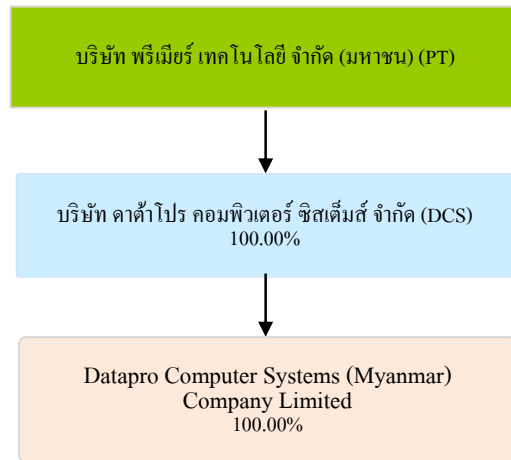 บริษัท พรีเมียร์ เทคโนโลยี จำกัด (มหาชน) (PT)
บริษัท ดาต้าโปร คอมพิวเตอร์ ซิสเต็มส์ จำกัด (DCS)
100.00%
Datapro Computer Systems (Myanmar)
Company Limited
100.00%